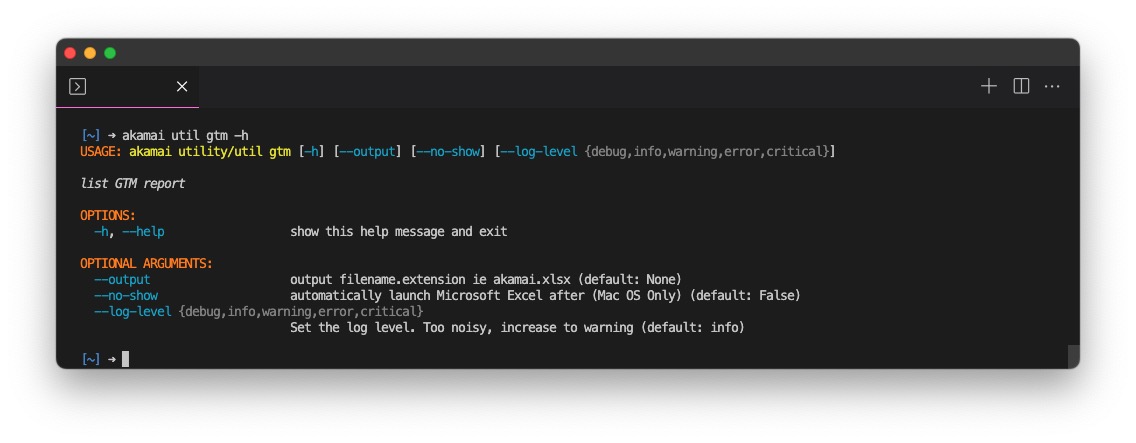 [~] ➜ akamai util gtm -h
USAGE: akamai utility/util gtm [-h] [--output] [--no-show] [--log-level {debug,info,warning,error,critical}]
list GTM report
OPTIONS:
-h, --help show this help message and exit
OPTIONAL ARGUMENTS:
--output output filename.extension ie akamai.xlsx (default: None)
--no-show automatically launch Microsoft Excel after (Mac OS Only) (default: False)
--log-level {debug,info,warning,error,critical}
Set the log level. Too noisy, increase to warning (default: info)
[~] ➜